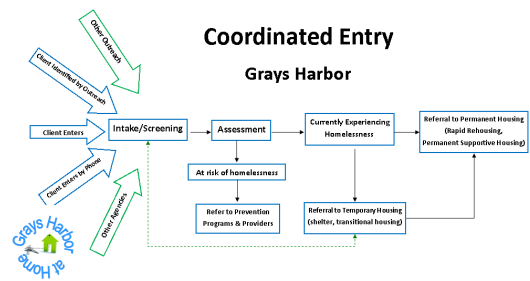 Coordinated Entry
Grays Harbor
Other Outreach
Client Identified by Outreach
Client Enters
Client Enters by Phone
Other Agencies
Intake/Screening
Assessment
Currently Experiencing
Homelessness
Referral to Permanent Housing
(Rapid Rehousing,
Permanent Supportive Housing)
At risk of homelessness
Refer to Prevention
Programs & Providers
Referral to Temporary Housing
(shelter, transitional housing)
Grays Harbor
at Home